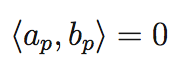 ⟨a_p, b_p⟩ = 0